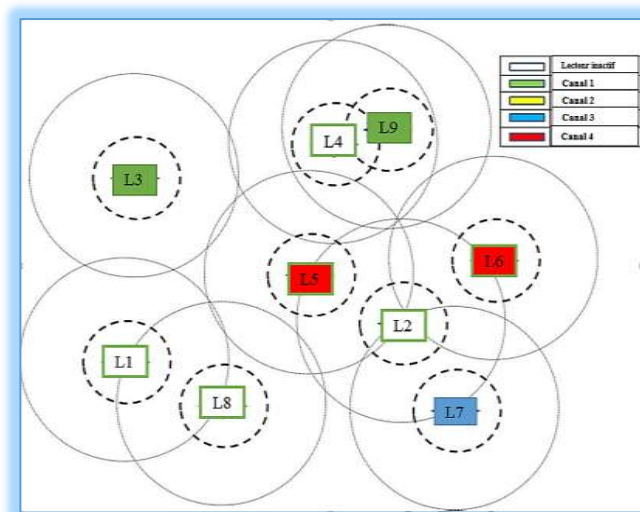 Lecteur inactif
Canal 1
Canal 2
Canal 3
Canal 4
L9
L4
L3
L6
L5
L2
L1
L8
L7